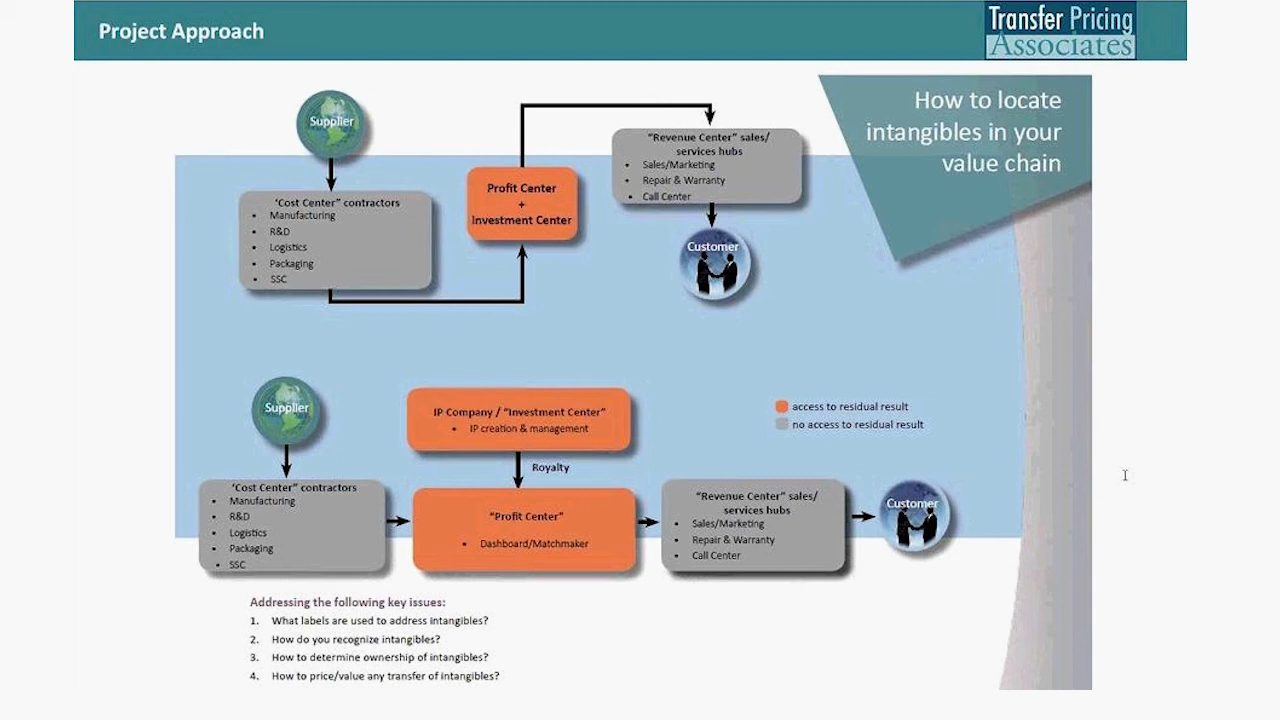 Project Approach
Transfer Pricing
Associates
How to locate
intangibles in your
value chain
Supplier
'Cost Center" contractors
• Manufacturing
• R&D
• Logistics
• Packaging
• SSC
Profit Center
+
Investment Center
"Revenue Center" sales/
services hubs
• Sales/Marketing
• Repair & Warranty
• Call Center
Customer
Supplier
'Cost Center" contractors
• Manufacturing
• R&D
• Logistics
• Packaging
• SSC
IP Company / "Investment Center"
• IP creation & management
Royalty
"Profit Center"
• Dashboard/Matchmaker
"Revenue Center" sales/
services hubs
• Sales/Marketing
• Repair & Warranty
• Call Center
Customer
access to residual result
no access to residual result
Addressing the following key issues:
1. What labels are used to address intangibles?
2. How do you recognize intangibles?
3. How to determine ownership of intangibles?
4. How to price/value any transfer of intangibles?